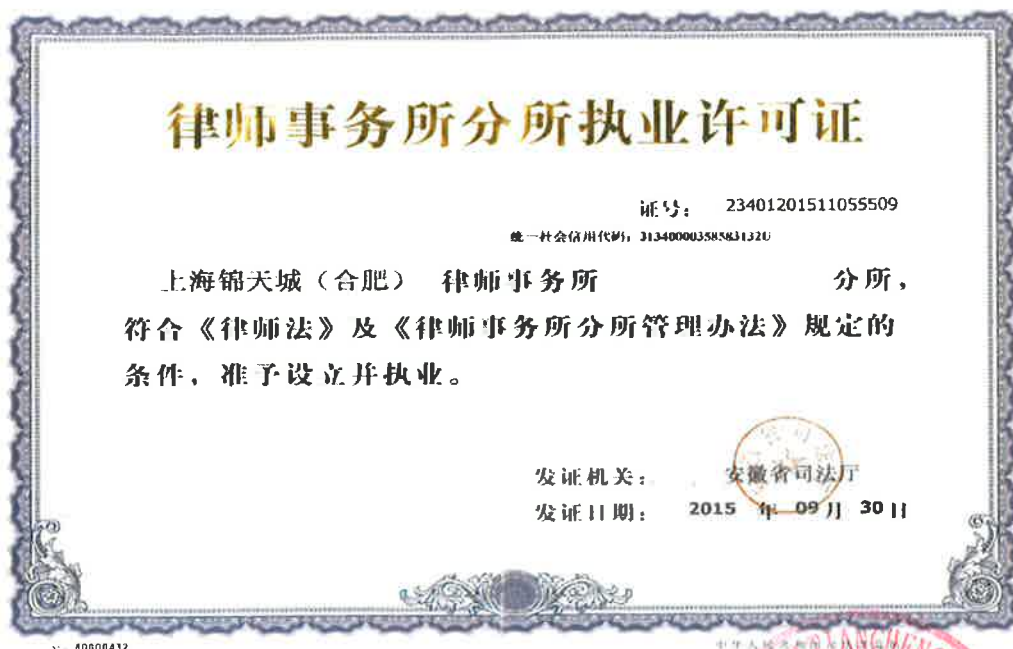 律师事务所分所执业许可证
证号： 23401201511055509
统一社会信用代码： 31340000358583132U
上海锦天城（合肥） 律师事务所 分所，
符合《律师法》及《律师事务所分所管理办法》规定的
条件，准予设立并执业。
发证机关： 安徽省司法厅
发证日期： 2015 年 09 月 30 日